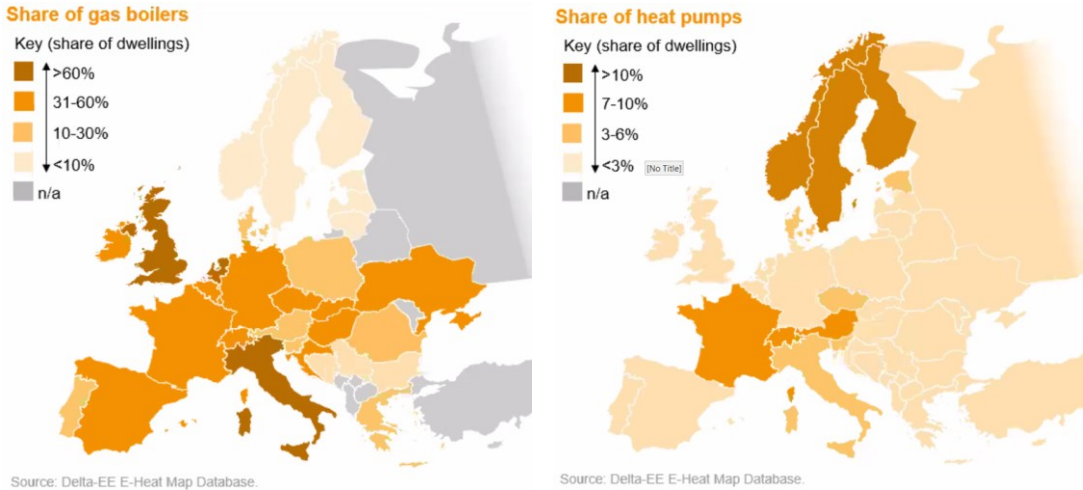 Share of gas boilers
Key (share of dwellings)
>60%
31-60%
10-30%
<10%
n/a
Source: Delta-EE E-Heat Map Database.
Share of heat pumps
Key (share of dwellings)
>10%
7-10%
3-6%
<3% [No Title]
n/a
Source: Delta-EE E-Heat Map Database.